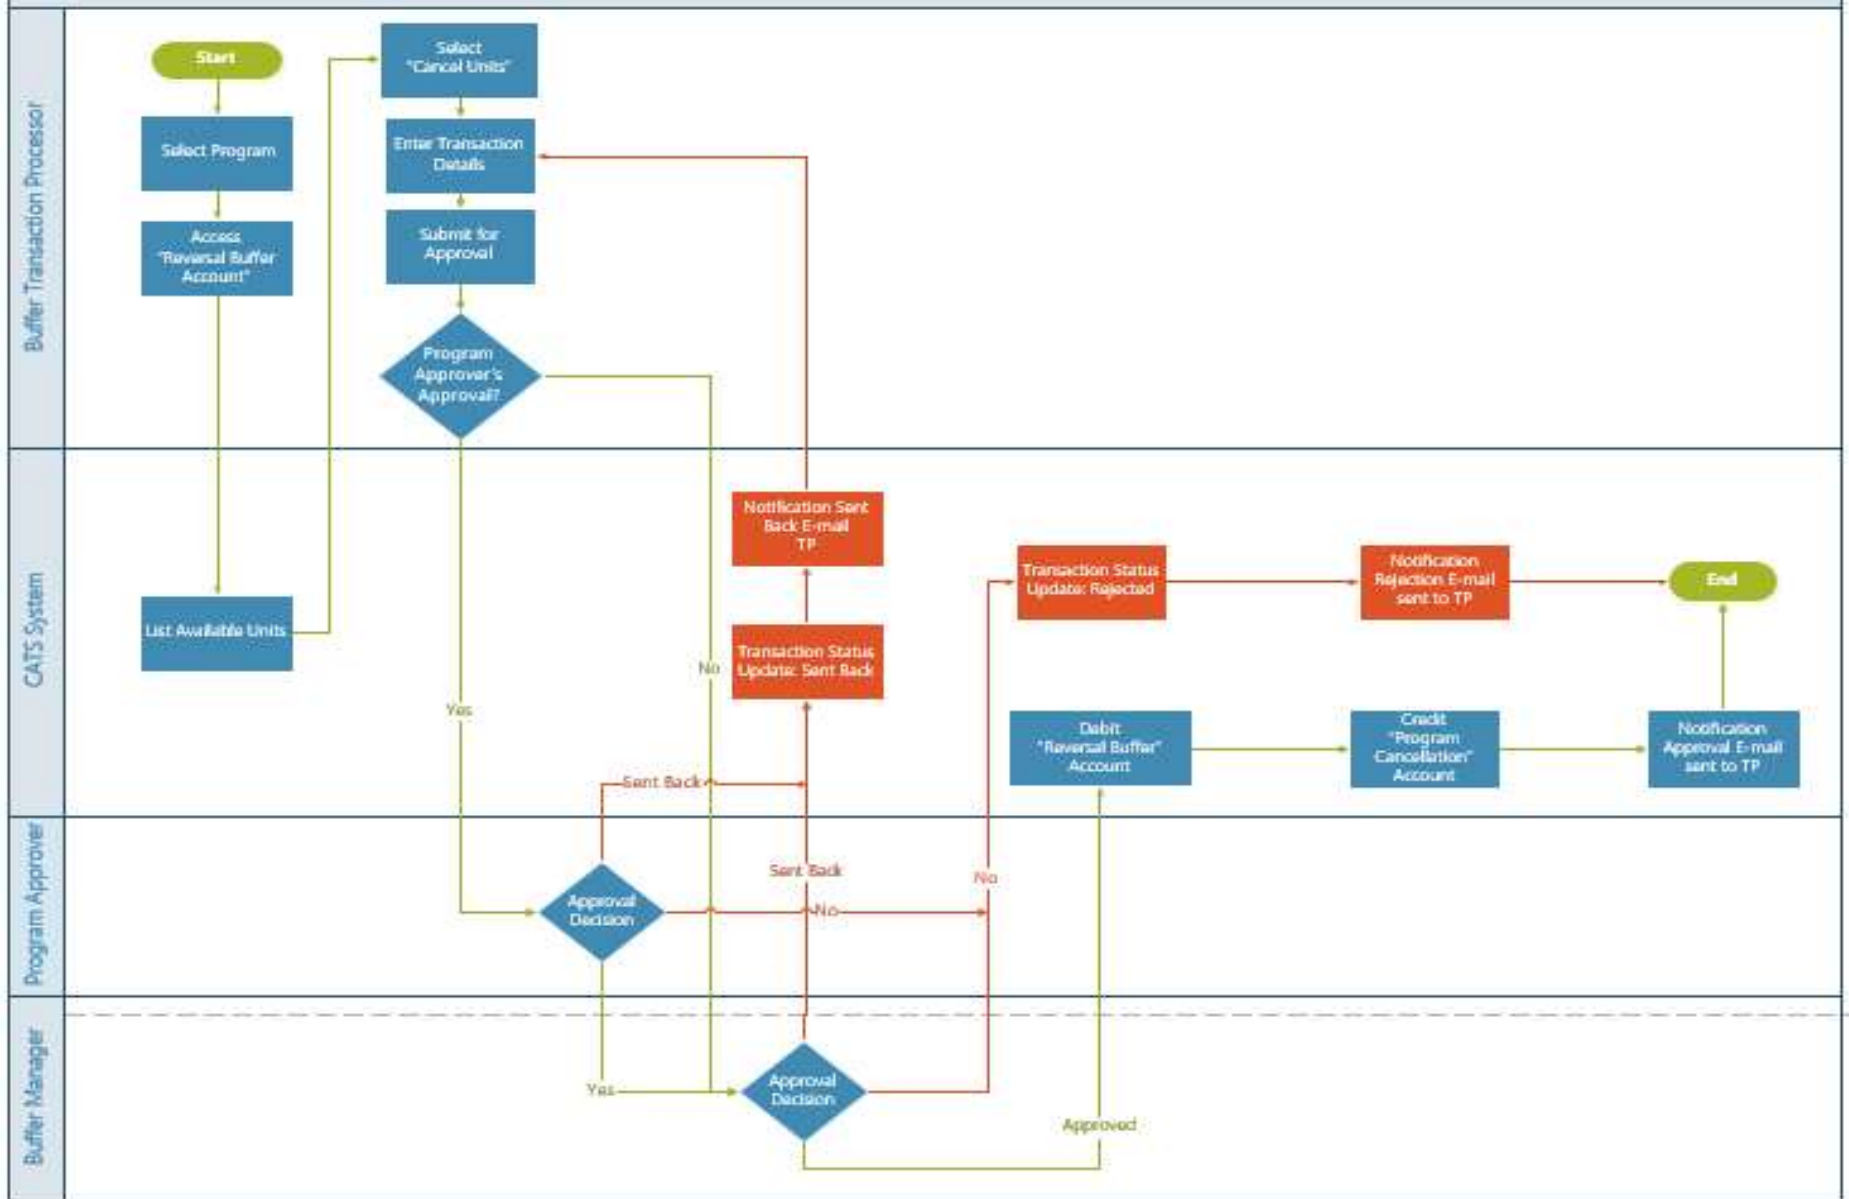 Buffer Transaction Processor
Start
Select Program
Access
"Reversal Buffer
Account"
Select
"Cancel Units"
Enter Transaction
Details
Submit for
Approval
Program
Approver's
Approval?
CATS System
List Available Units
Yes
No
Notification Sent
Back E-mail
TP
Transaction Status
Update: Sent Back
Sent Back
Transaction Status
Update: Rejected
Notification
Rejection E-mail
sent to TP
End
Debit
"Reversal Buffer"
Account
Credit
"Program
Cancellation"
Account
Notification
Approval E-mail
sent to TP
Program Approver
Approval
Decision
Sent Back
No
No
Buffer Manager
Yes
Approval
Decision
Approved